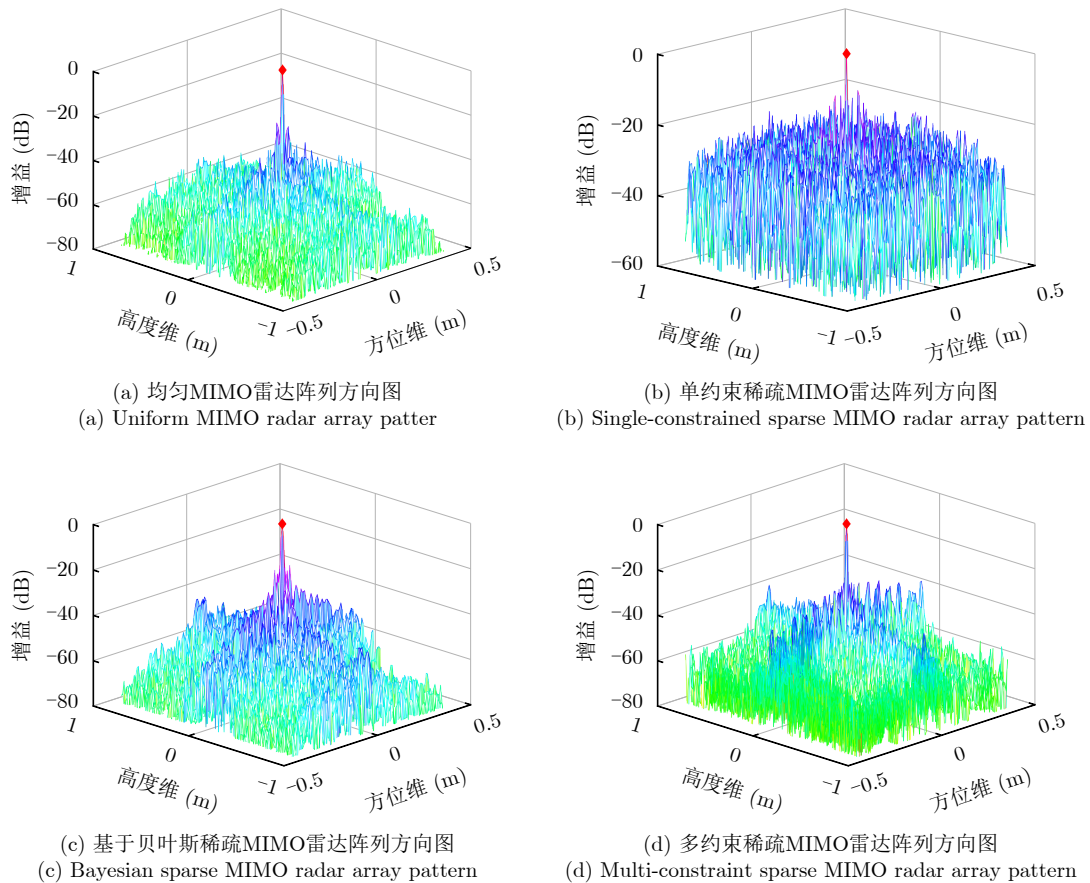 0
−20
−40
−60
−80
增益 (dB)
1
0
−1
高度维 (m)
−0.5
0
0.5
方位维 (m)
(a) 均匀MIMO雷达阵列方向图
(a) Uniform MIMO radar array patter
0
−20
−40
−60
增益 (dB)
1
0
−1
高度维 (m)
−0.5
0
0.5
方位维 (m)
(b) 单约束稀疏MIMO雷达阵列方向图
(b) Single-constrained sparse MIMO radar array pattern
0
−20
−40
−60
−80
增益 (dB)
1
0
−1
高度维 (m)
−0.5
0
0.5
方位维 (m)
(c) 基于贝叶斯稀疏MIMO雷达阵列方向图
(c) Bayesian sparse MIMO radar array pattern
0
−20
−40
−60
−80
增益 (dB)
1
0
−1
高度维 (m)
−0.5
0
0.5
方位维 (m)
(d) 多约束稀疏MIMO雷达阵列方向图
(d) Multi-constraint sparse MIMO radar array pattern